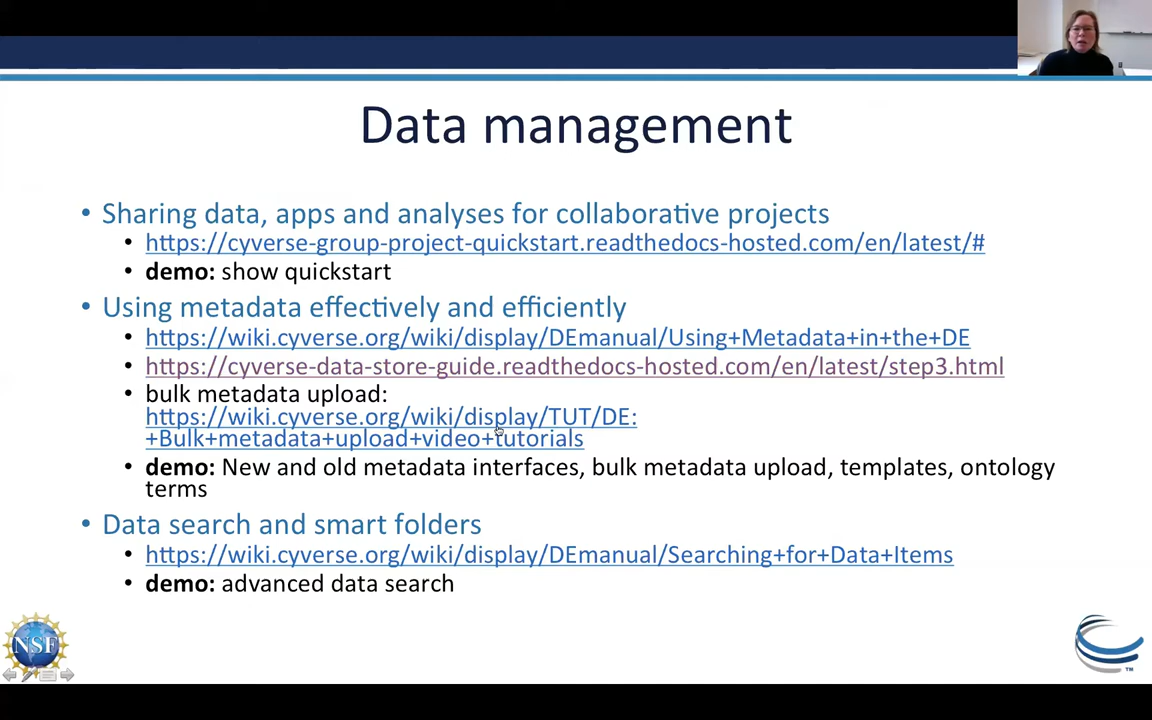 Data management
• Sharing data, apps and analyses for collaborative projects
• https://cyverse-group-project-quickstart.readthedocs-hosted.com/en/latest/#
• demo: show quickstart
• Using metadata effectively and efficiently
• https://wiki.cyverse.org/wiki/display/DEmanual/Using+Metadata+in+the+DE
• https://cyverse-data-store-guide.readthedocs-hosted.com/en/latest/step3.html
• bulk metadata upload:
https://wiki.cyverse.org/wiki/display/TUT/DE:
+Bulk+metadata+upload+video+tutorials
• demo: New and old metadata interfaces, bulk metadata upload, templates, ontology
terms
• Data search and smart folders
• https://wiki.cyverse.org/wiki/display/DEmanual/Searching+for+Data+Items
• demo: advanced data search
NSF
TM